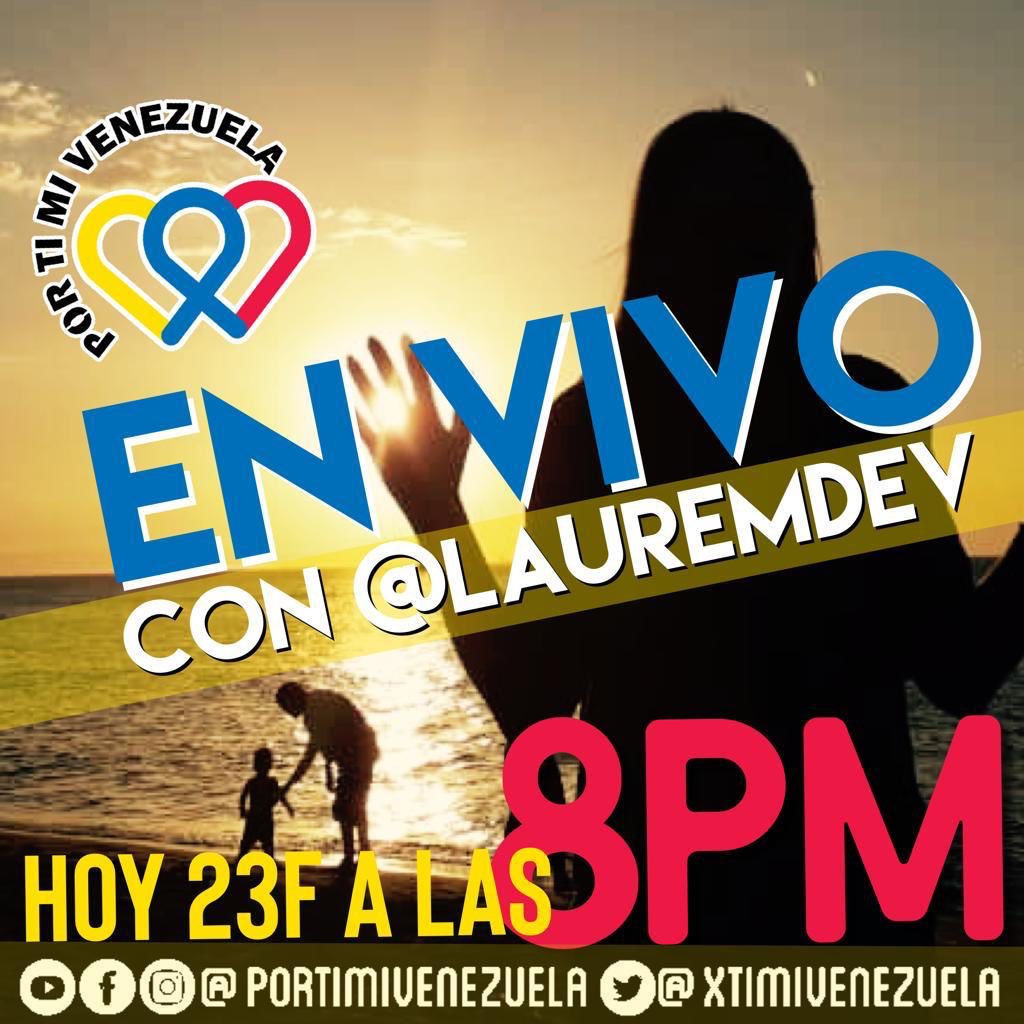 POR TI MI VENEZUELA
EN VIVO
CON @LAUREMDEV
8PM
HOY 23F A LAS
@ PORTIMIVENEZUELA @ XTIMIVENEZUELA